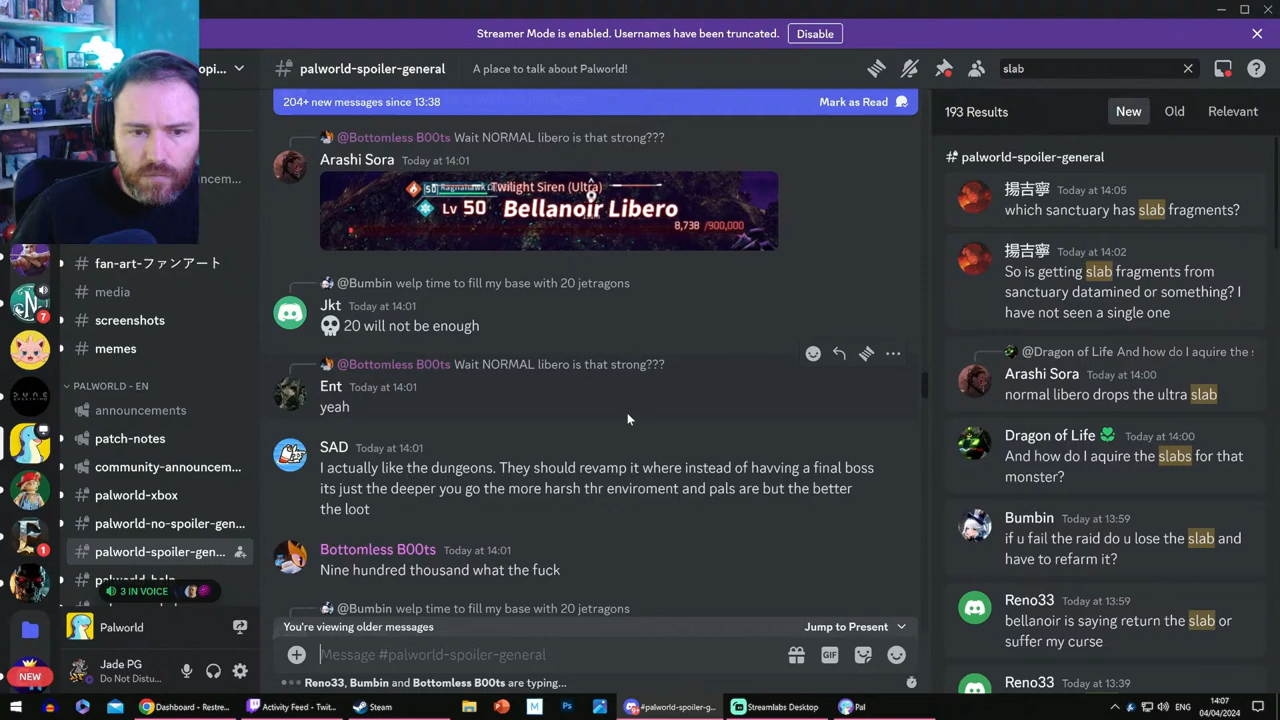 Streamer Mode is enabled. Usernames have been truncated.
Disable
opi...
palworld-spoiler-general
A place to talk about Palworld!
slab
204+ new messages since 13:38
Mark as Read
193 Results
New
Old
Relevant
fan-art-ファンアート
media
screenshots
memes
PALWORLD - EN
announcements
patch-notes
community-announcem...
palworld-xbox
palworld-no-spoiler-gen...
palworld-spoiler-gen...
3 IN VOICE
Palworld
Jade PG
Do Not Distu...
NEW
7
1
@Bottomless B00ts Wait NORMAL libero is that strong???
Arashi Sora Today at 14:01
50 Ragnahawk
Twilight Siren (Ultra)
Lv 50 Bellanoir Libero
8,738 /900,000
@Bumbin welp time to fill my base with 20 jetragons
Jkt Today at 14:01
💀 20 will not be enough
@Bottomless B00ts Wait NORMAL libero is that strong???
Ent Today at 14:01
yeah
SAD Today at 14:01
I actually like the dungeons. They should revamp it where instead of havving a final boss
its just the deeper you go the more harsh thr enviroment and pals are but the better
the loot
Bottomless B00ts Today at 14:01
Nine hundred thousand what the fuck
@Bumbin welp time to fill my base with 20 jetragons
You're viewing older messages
Jump to Present
Message #palworld-spoiler-general
GIF
Reno33, Bumbin and Bottomless B00ts are typing...
palworld-spoiler-general
揚吉寧 Today at 14:05
which sanctuary has slab fragments?
揚吉寧 Today at 14:02
So is getting slab fragments from
sanctuary datamined or something? I
have not seen a single one
@Dragon of Life And how do I aquire the s
Arashi Sora Today at 14:00
normal libero drops the ultra slab
Dragon of Life Today at 14:00
And how do I aquire the slabs for that
monster?
Bumbin Today at 13:59
if u fail the raid do u lose the slab and
have to refarm it?
Reno33 Today at 13:59
bellanoir is saying return the slab or
suffer my curse
Reno33 Today at 13:39
Dashboard - Restre...
Activity Feed - Twit...
Steam
#palworld-spoiler-g...
Streamlabs Desktop
Pal
ENG
14:07
04/04/2024